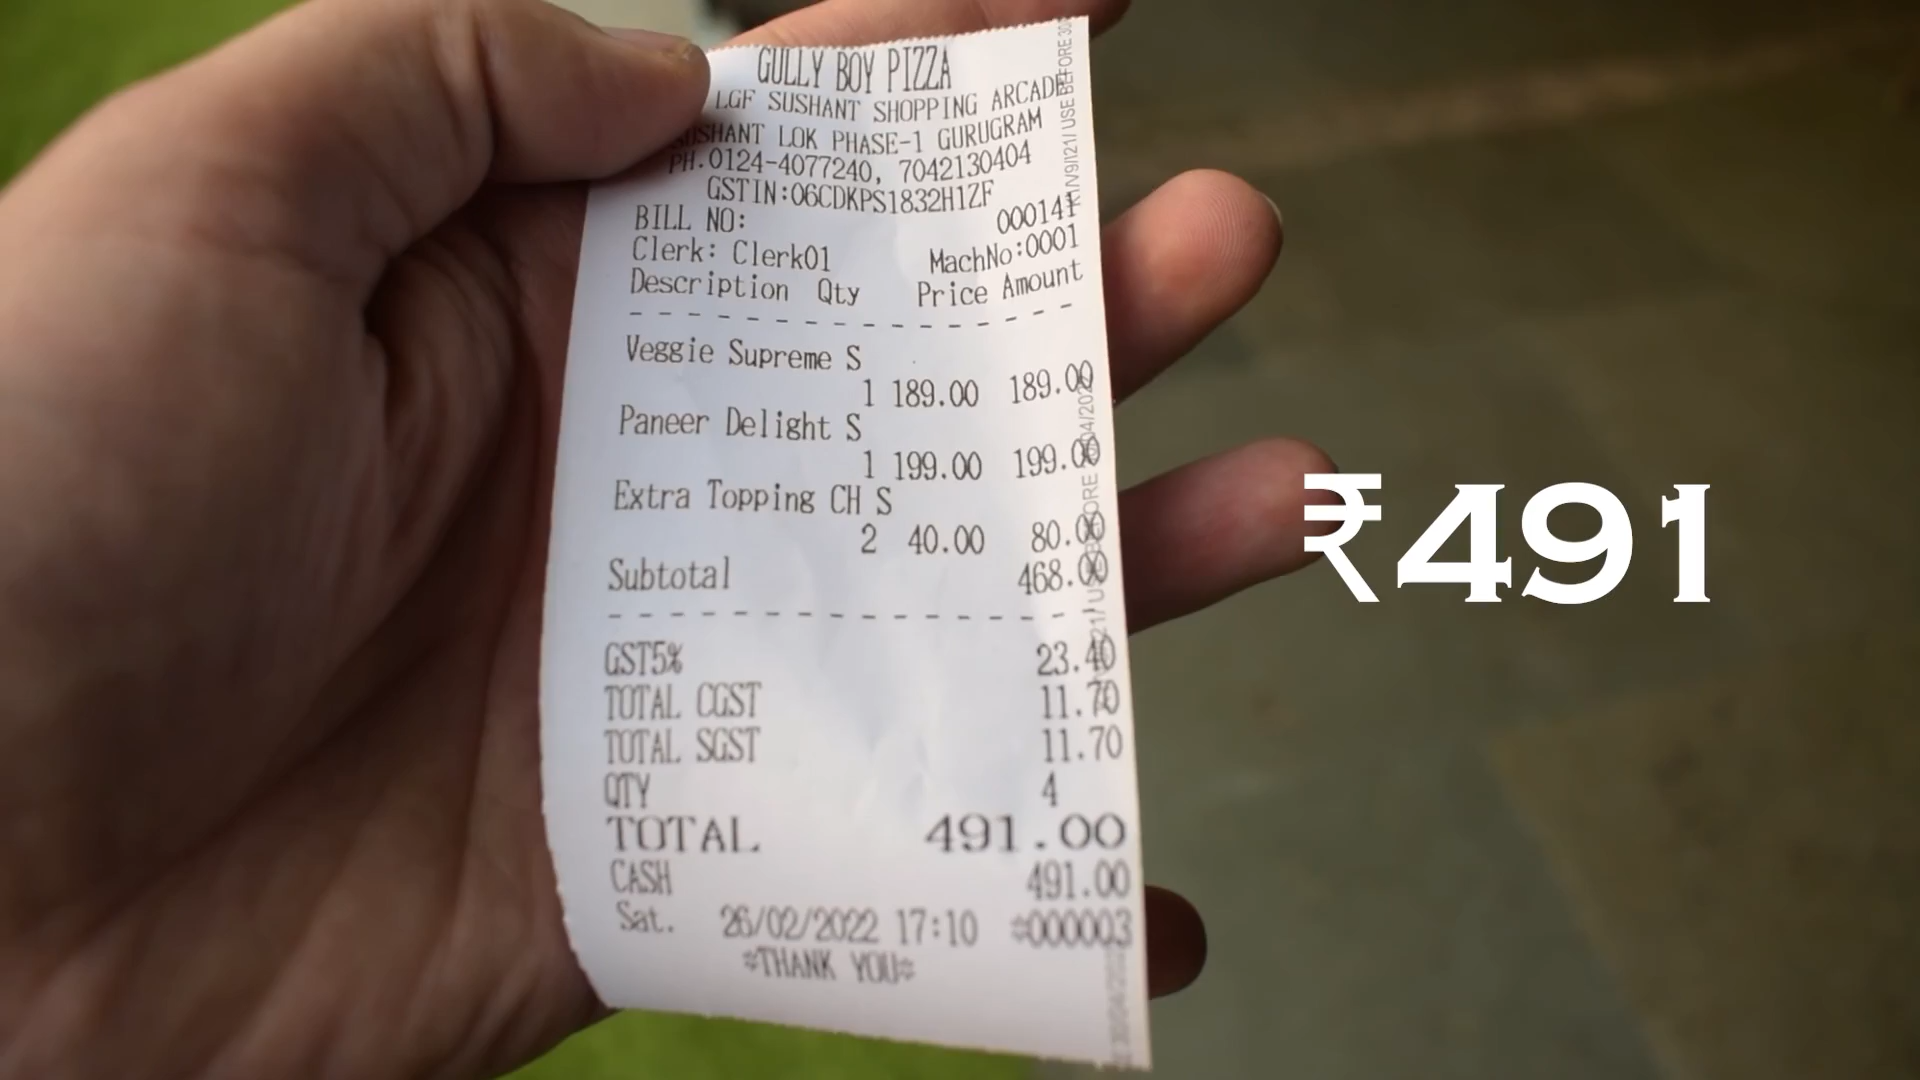 GULLY BOY PIZZA
LGF SUSHANT SHOPPING ARCADE
SUSHANT LOK PHASE-1 GURUGRAM
PH.0124-4077240, 7042130404
GSTIN:06CDKPS1832H1ZF
BILL NO: 000141
Clerk: Clerk01 MachNo:0001
Description Qty Price Amount
Veggie Supreme S
1 189.00 189.00
Paneer Delight S
1 199.00 199.00
Extra Topping CH S
2 40.00 80.00
Subtotal 468.00
GST5% 23.40
TOTAL CGST 11.70
TOTAL SGST 11.70
QTY 4
TOTAL 491.00
CASH 491.00
Sat. 26/02/2022 17:10 *000003
*THANK YOU*
₹491